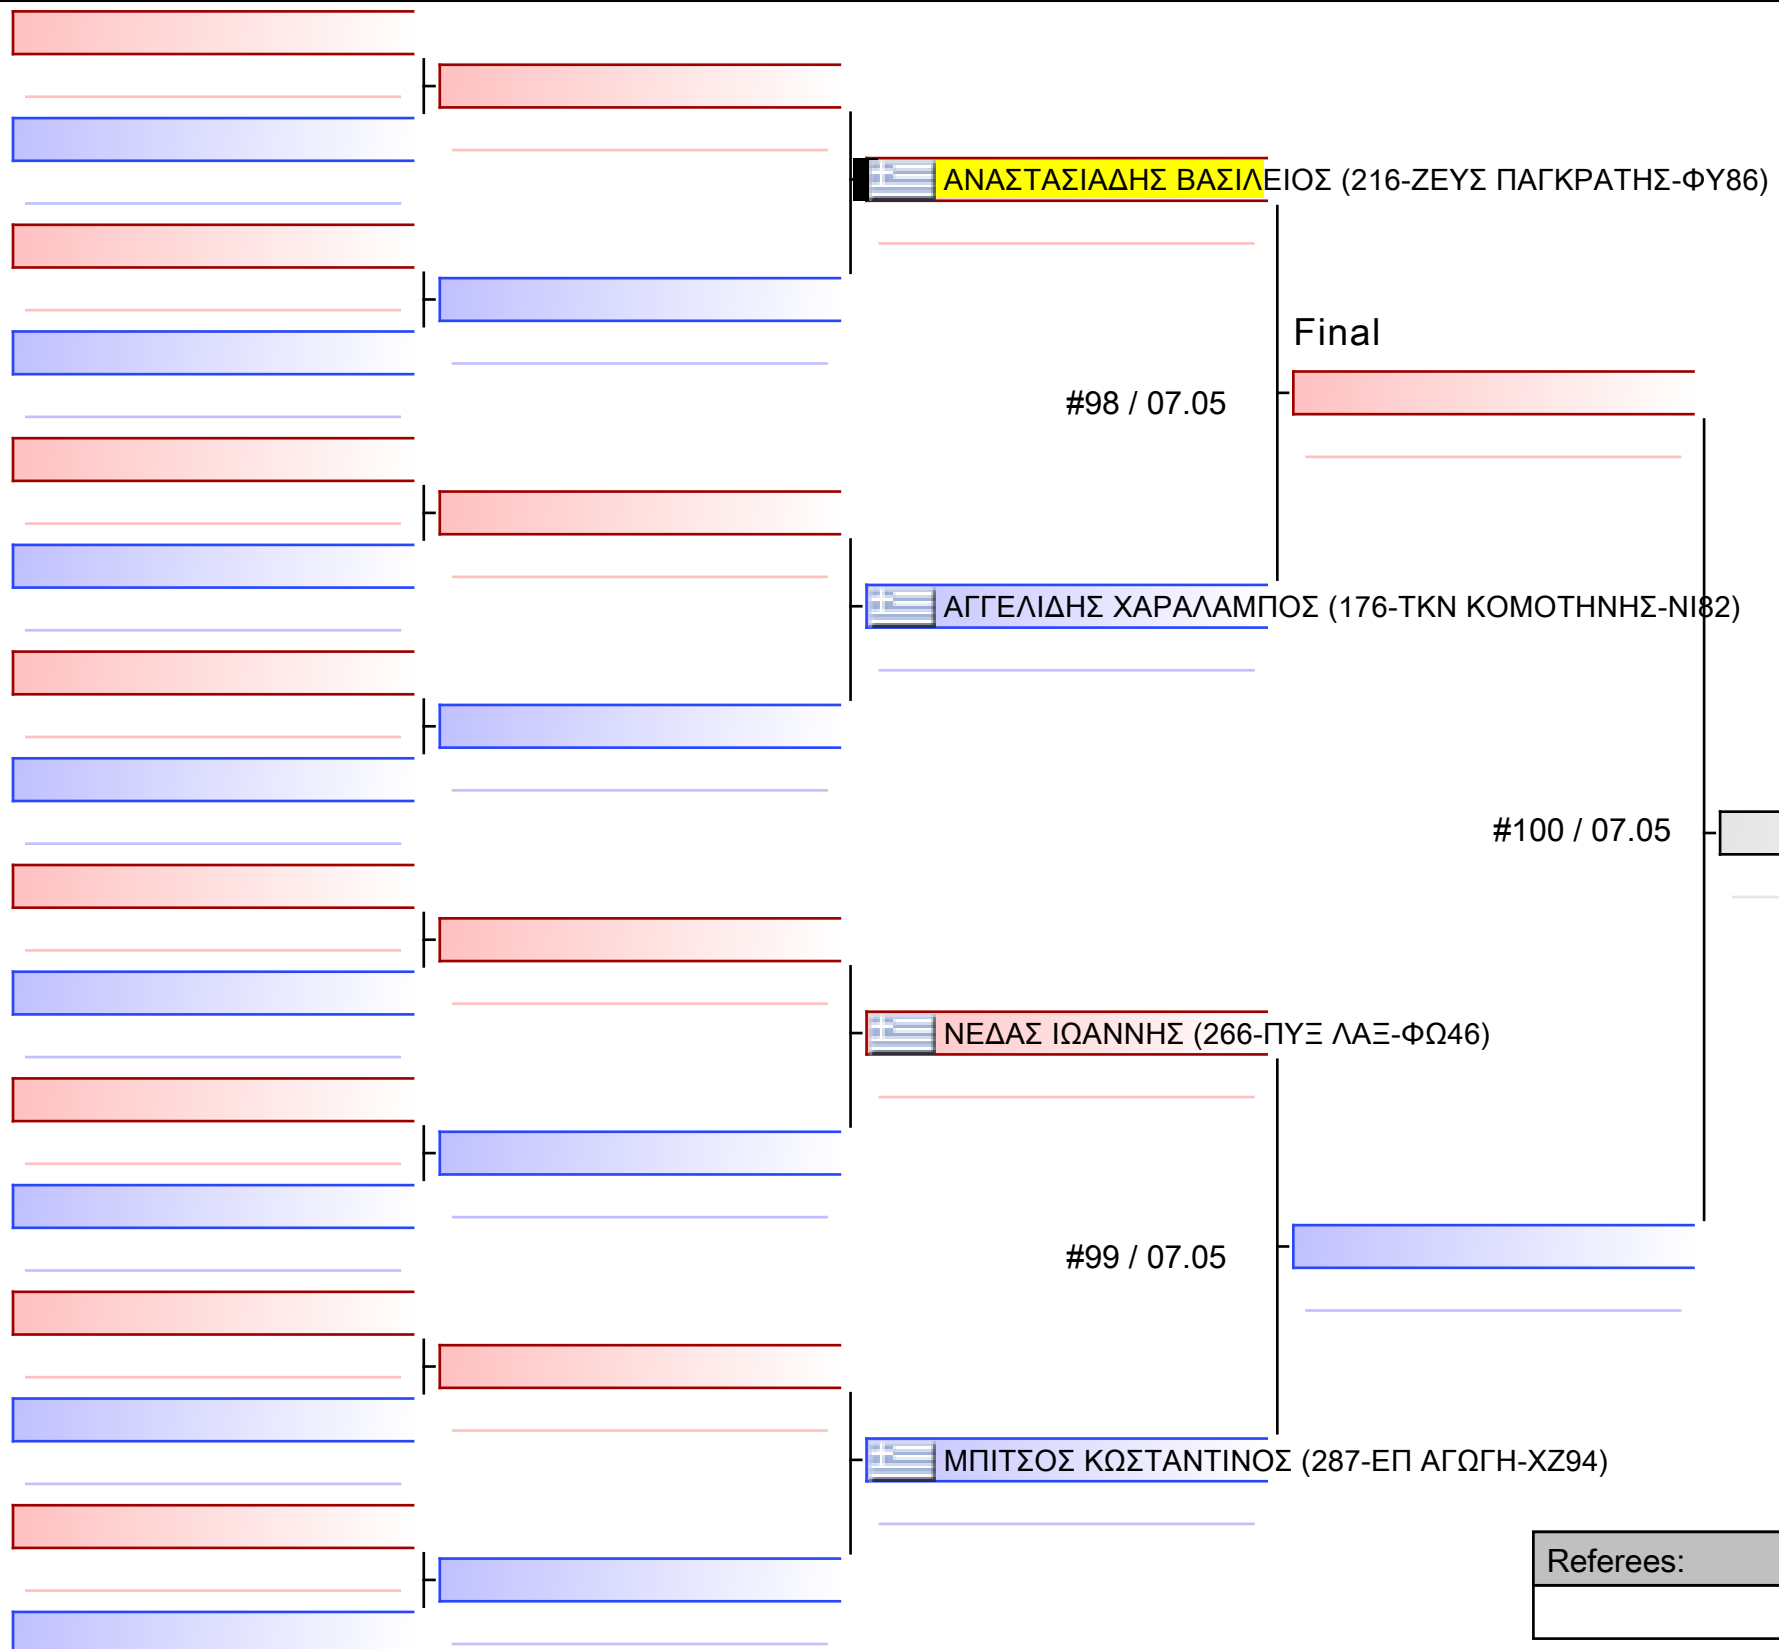 ΑΝΑΣΤΑΣΙΑΔΗΣ ΒΑΣΙΛΕΙΟΣ (216-ΖΕΥΣ ΠΑΓΚΡΑΤΗΣ-ΦΥ86)
Final
#98 / 07.05
ΑΓΓΕΛΙΔΗΣ ΧΑΡΑΛΑΜΠΟΣ (176-ΤΚΝ ΚΟΜΟΤΗΝΗΣ-ΝΙ82)
#100 / 07.05
ΝΕΔΑΣ ΙΩΑΝΝΗΣ (266-ΠΥΞ ΛΑΞ-ΦΩ46)
#99 / 07.05
ΜΠΙΤΣΟΣ ΚΩΣΤΑΝΤΙΝΟΣ (287-ΕΠ ΑΓΩΓΗ-ΧΖ94)
Referees: